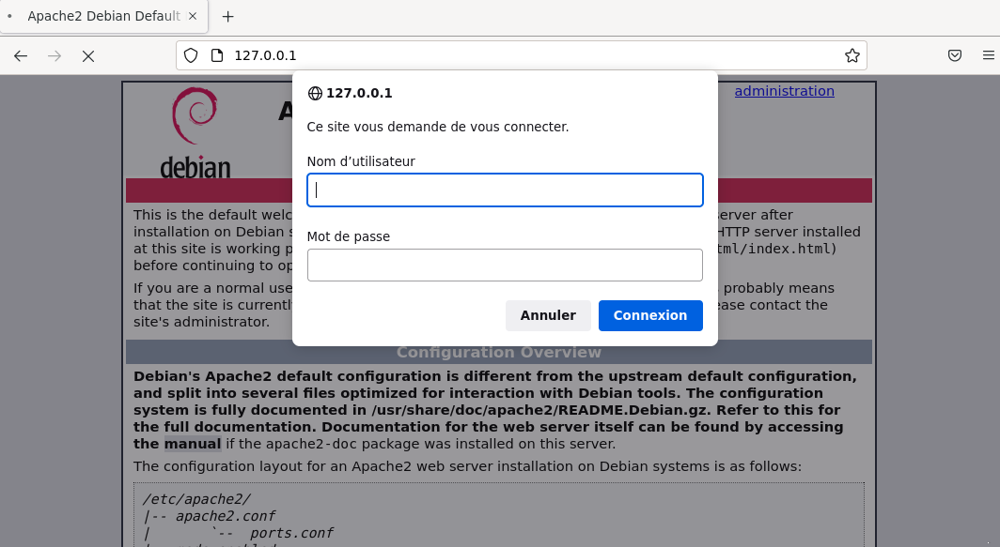 Apache2 Debian Default
127.0.0.1
127.0.0.1
Ce site vous demande de vous connecter.
Nom d’utilisateur
Mot de passe
Annuler Connexion
administration
A
debian
This is the default welc server after
installation on Debian s HTTP server installed
at this site is working p tml/index.html)
before continuing to op
If you are a normal use probably means
that the site is currentl ease contact the
site's administrator.
Configuration Overview
Debian's Apache2 default configuration is different from the upstream default configuration,
and split into several files optimized for interaction with Debian tools. The configuration
system is fully documented in /usr/share/doc/apache2/README.Debian.gz. Refer to this for
the full documentation. Documentation for the web server itself can be found by accessing
the manual if the apache2-doc package was installed on this server.
The configuration layout for an Apache2 web server installation on Debian systems is as follows:
/etc/apache2/
|-- apache2.conf
| `-- ports.conf